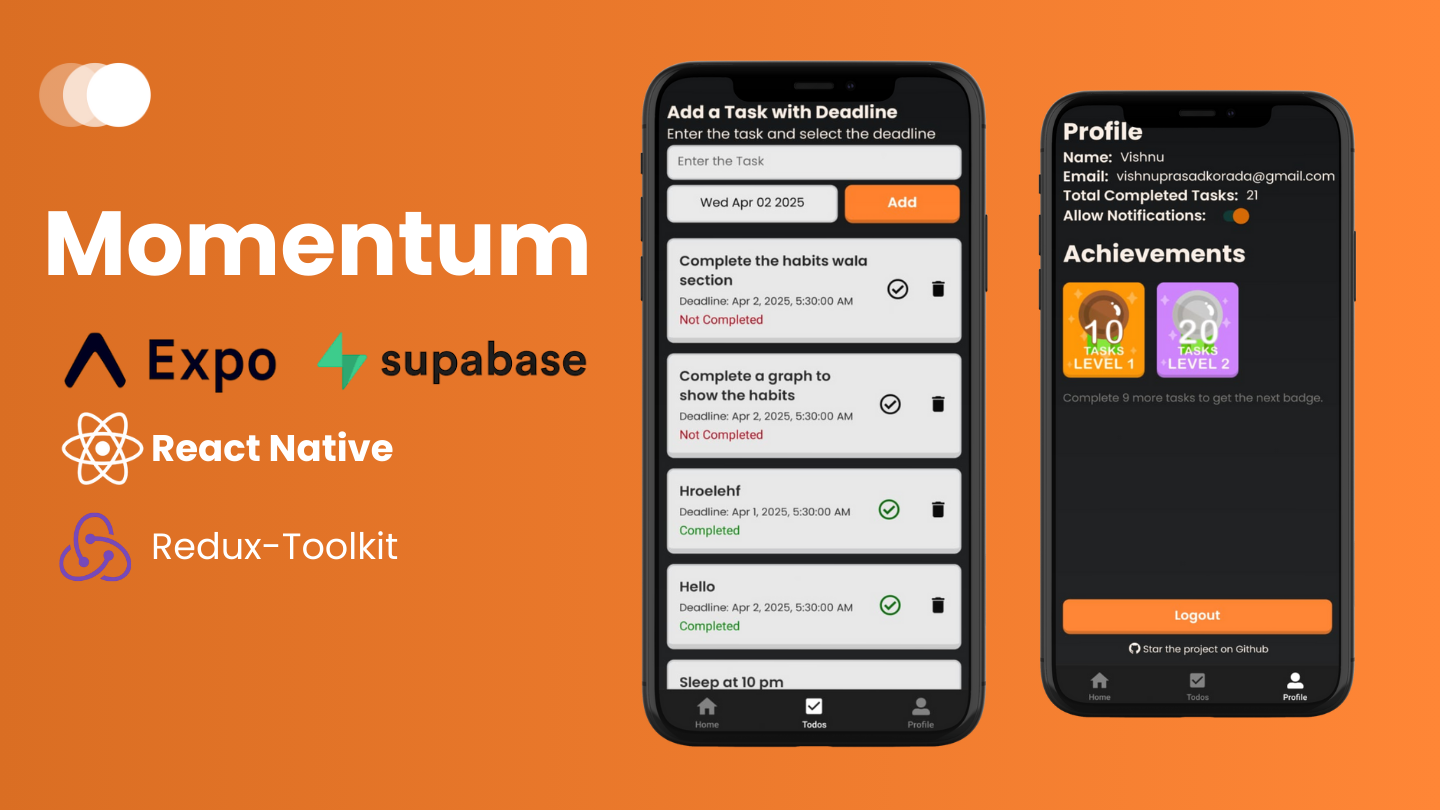 Momentum
Expo
supabase
React Native
Redux-Toolkit
Add a Task with Deadline
Enter the task and select the deadline
Enter the Task
Wed Apr 02 2025
Add
Complete the habits wala
section
Deadline: Apr 2, 2025, 5:30:00 AM
Not Completed
Complete a graph to
show the habits
Deadline: Apr 2, 2025, 5:30:00 AM
Not Completed
Hroelehf
Deadline: Apr 1, 2025, 5:30:00 AM
Completed
Hello
Deadline: Apr 2, 2025, 5:30:00 AM
Completed
Sleep at 10 pm
Home
Todos
Profile
Profile
Name: Vishnu
Email: vishnuprasadkorada@gmail.com
Total Completed Tasks: 21
Allow Notifications:
Achievements
10
TASKS
LEVEL 1
20
TASKS
LEVEL 2
Complete 9 more tasks to get the next badge.
Logout
Star the project on Github
Home
Todos
Profile